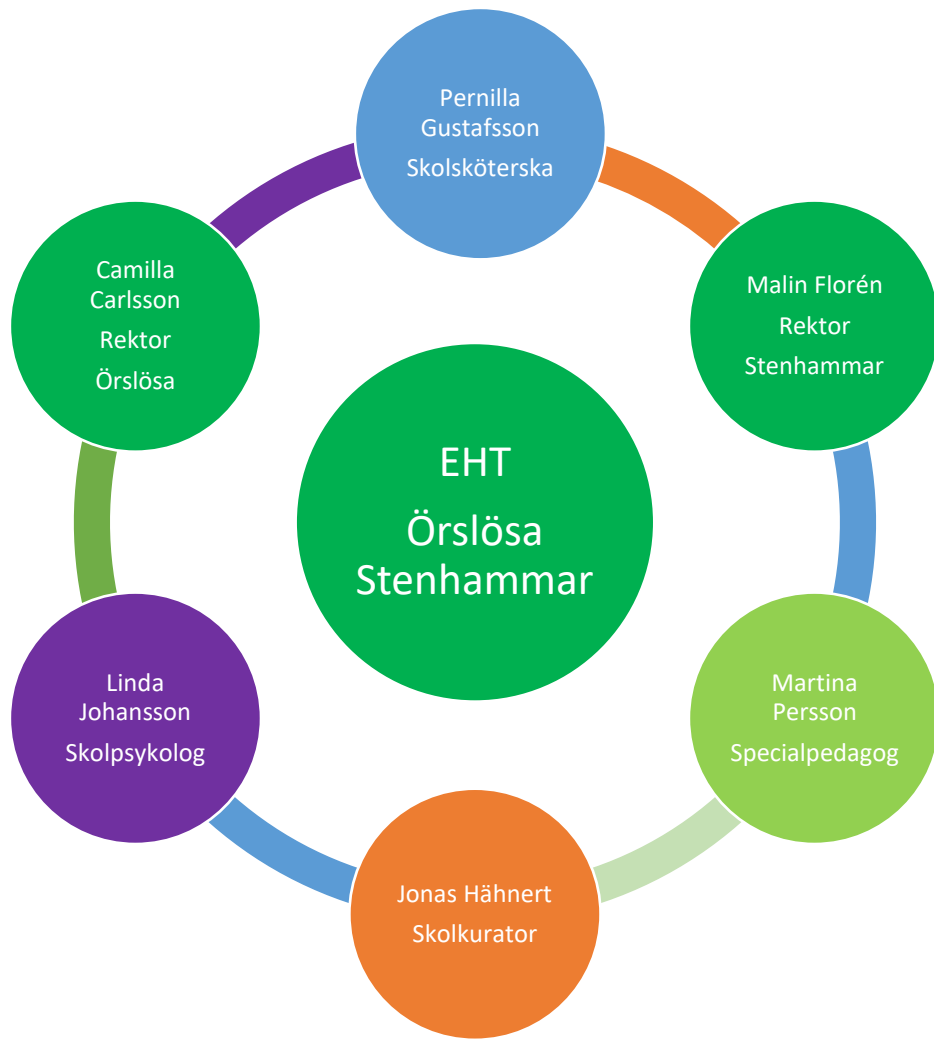 Pernilla
Gustafsson
Skolsköterska
Malin Florén
Rektor
Stenhammar
Martina
Persson
Specialpedagog
Jonas Hähnert
Skolkurator
Linda
Johansson
Skolpsykolog
Camilla
Carlsson
Rektor
Örslösa
EHT
Örslösa
Stenhammar